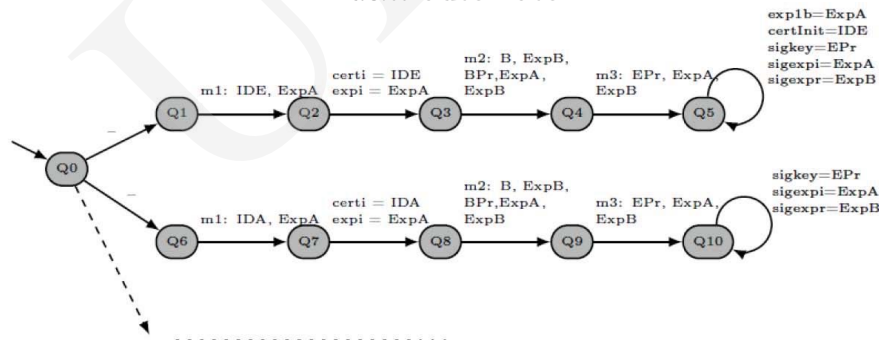 exp1b=ExpA
certInit=IDE
sigkey=EPr
sigexpi=ExpA
sigexpr=ExpB
m1: IDE, ExpA
certi = IDE
expi = ExpA
m2: B, ExpB,
BPr,ExpA,
ExpB
m3: EPr, ExpA,
ExpB
Q1
Q2
Q3
Q4
Q5
–
Q0
–
m1: IDA, ExpA
certi = IDA
expi = ExpA
m2: B, ExpB,
BPr,ExpA,
ExpB
m3: EPr, ExpA,
ExpB
sigkey=EPr
sigexpi=ExpA
sigexpr=ExpB
Q6
Q7
Q8
Q9
Q10